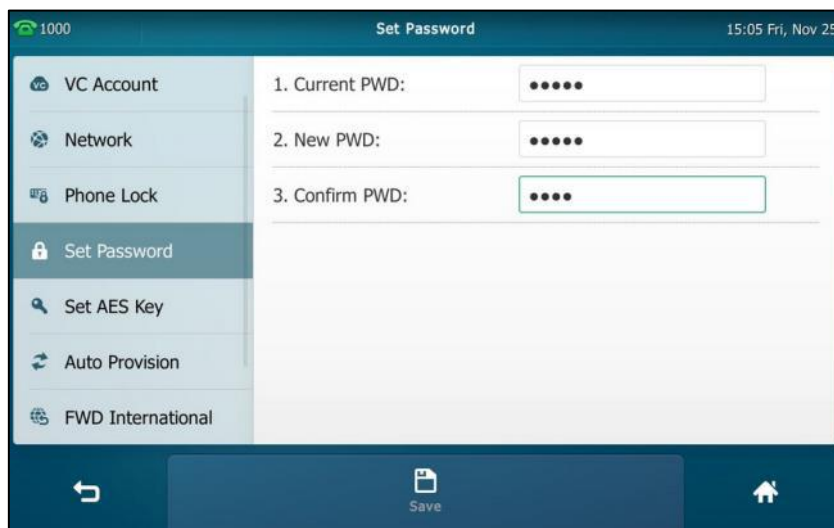 1000 Set Password 15:05 Fri, Nov 25
VC Account
Network
Phone Lock
Set Password
Set AES Key
Auto Provision
FWD International
1. Current PWD: •••••
2. New PWD: •••••
3. Confirm PWD: ••••
Save